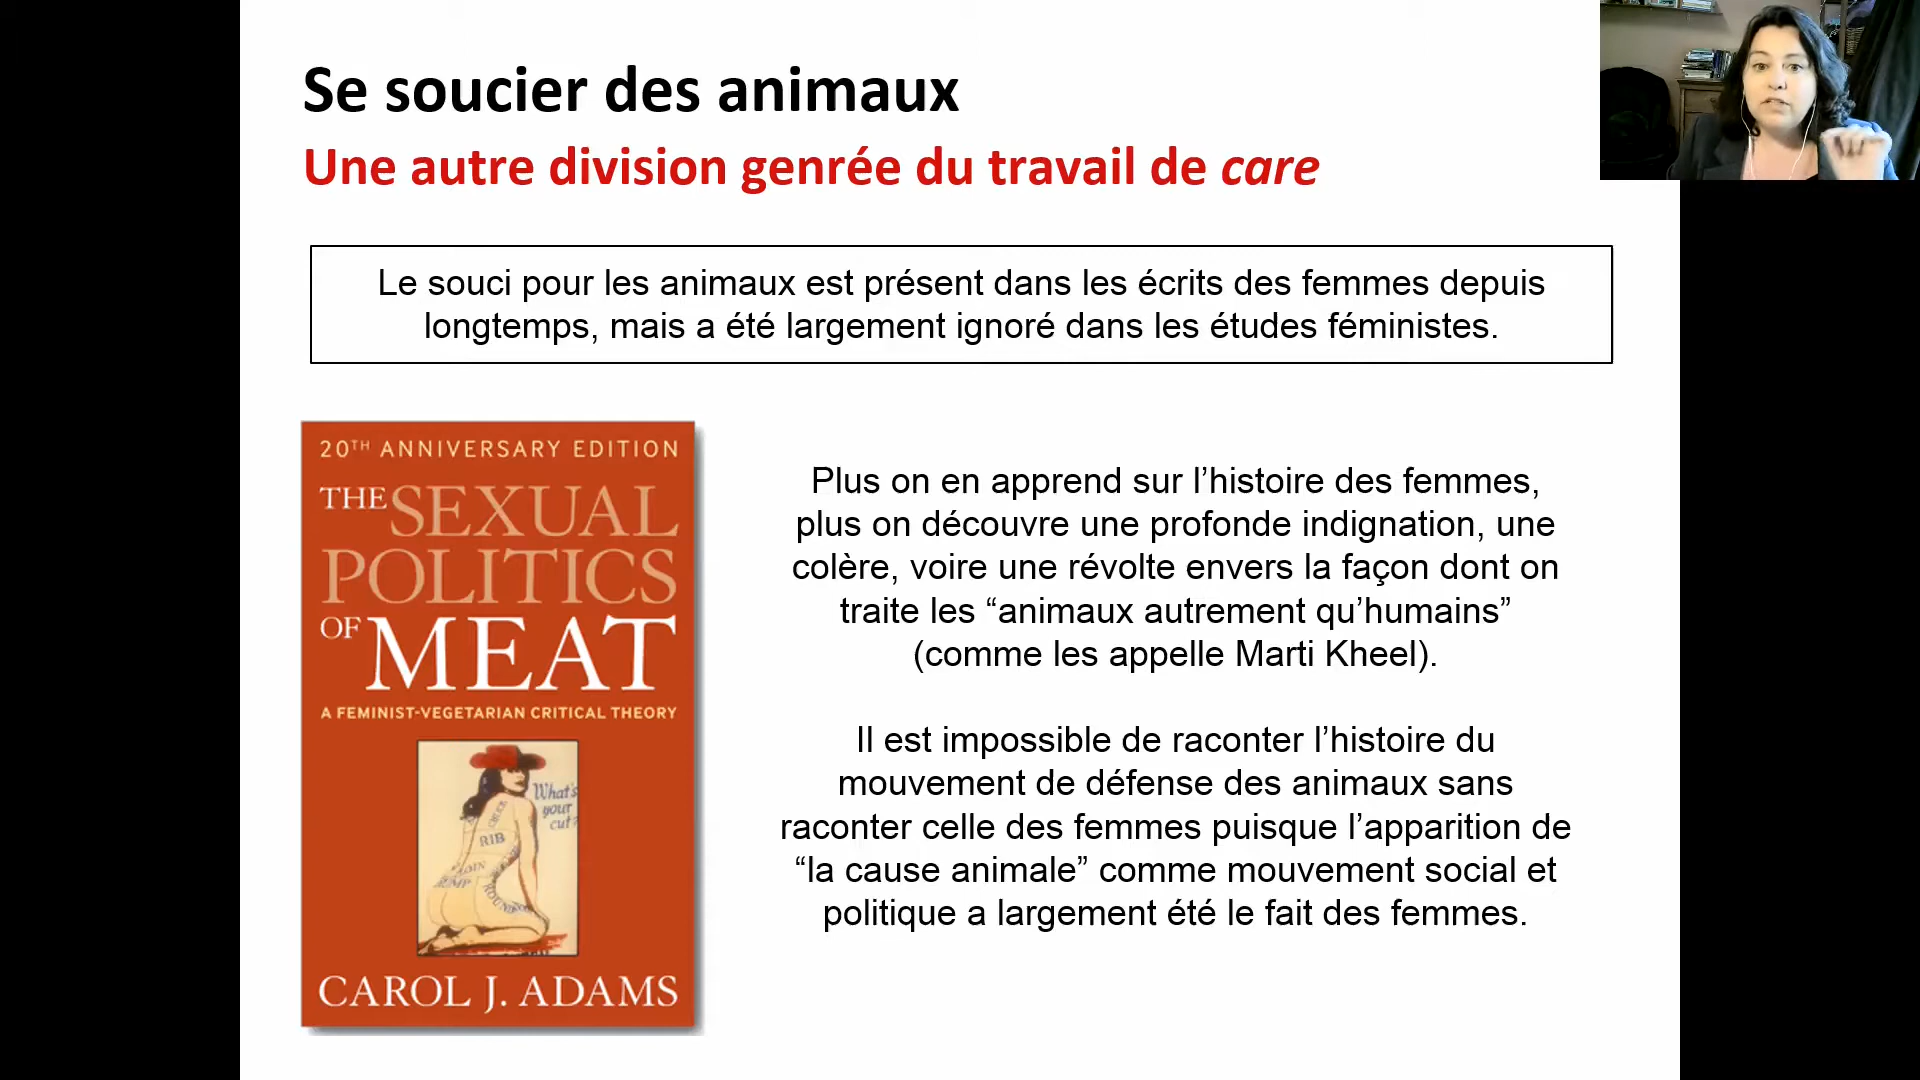 Se soucier des animaux
Une autre division genrée du travail de care
Le souci pour les animaux est présent dans les écrits des femmes depuis
longtemps, mais a été largement ignoré dans les études féministes.
20TH ANNIVERSARY EDITION
THE SEXUAL
POLITICS
OF MEAT
A FEMINIST-VEGETARIAN CRITICAL THEORY
What's
your
cut?
CHUCK
RIB
LOIN
RUMP
ROUND
CAROL J. ADAMS
Plus on en apprend sur l’histoire des femmes,
plus on découvre une profonde indignation, une
colère, voire une révolte envers la façon dont on
traite les “animaux autrement qu’humains”
(comme les appelle Marti Kheel).
Il est impossible de raconter l’histoire du
mouvement de défense des animaux sans
raconter celle des femmes puisque l’apparition de
“la cause animale” comme mouvement social et
politique a largement été le fait des femmes.